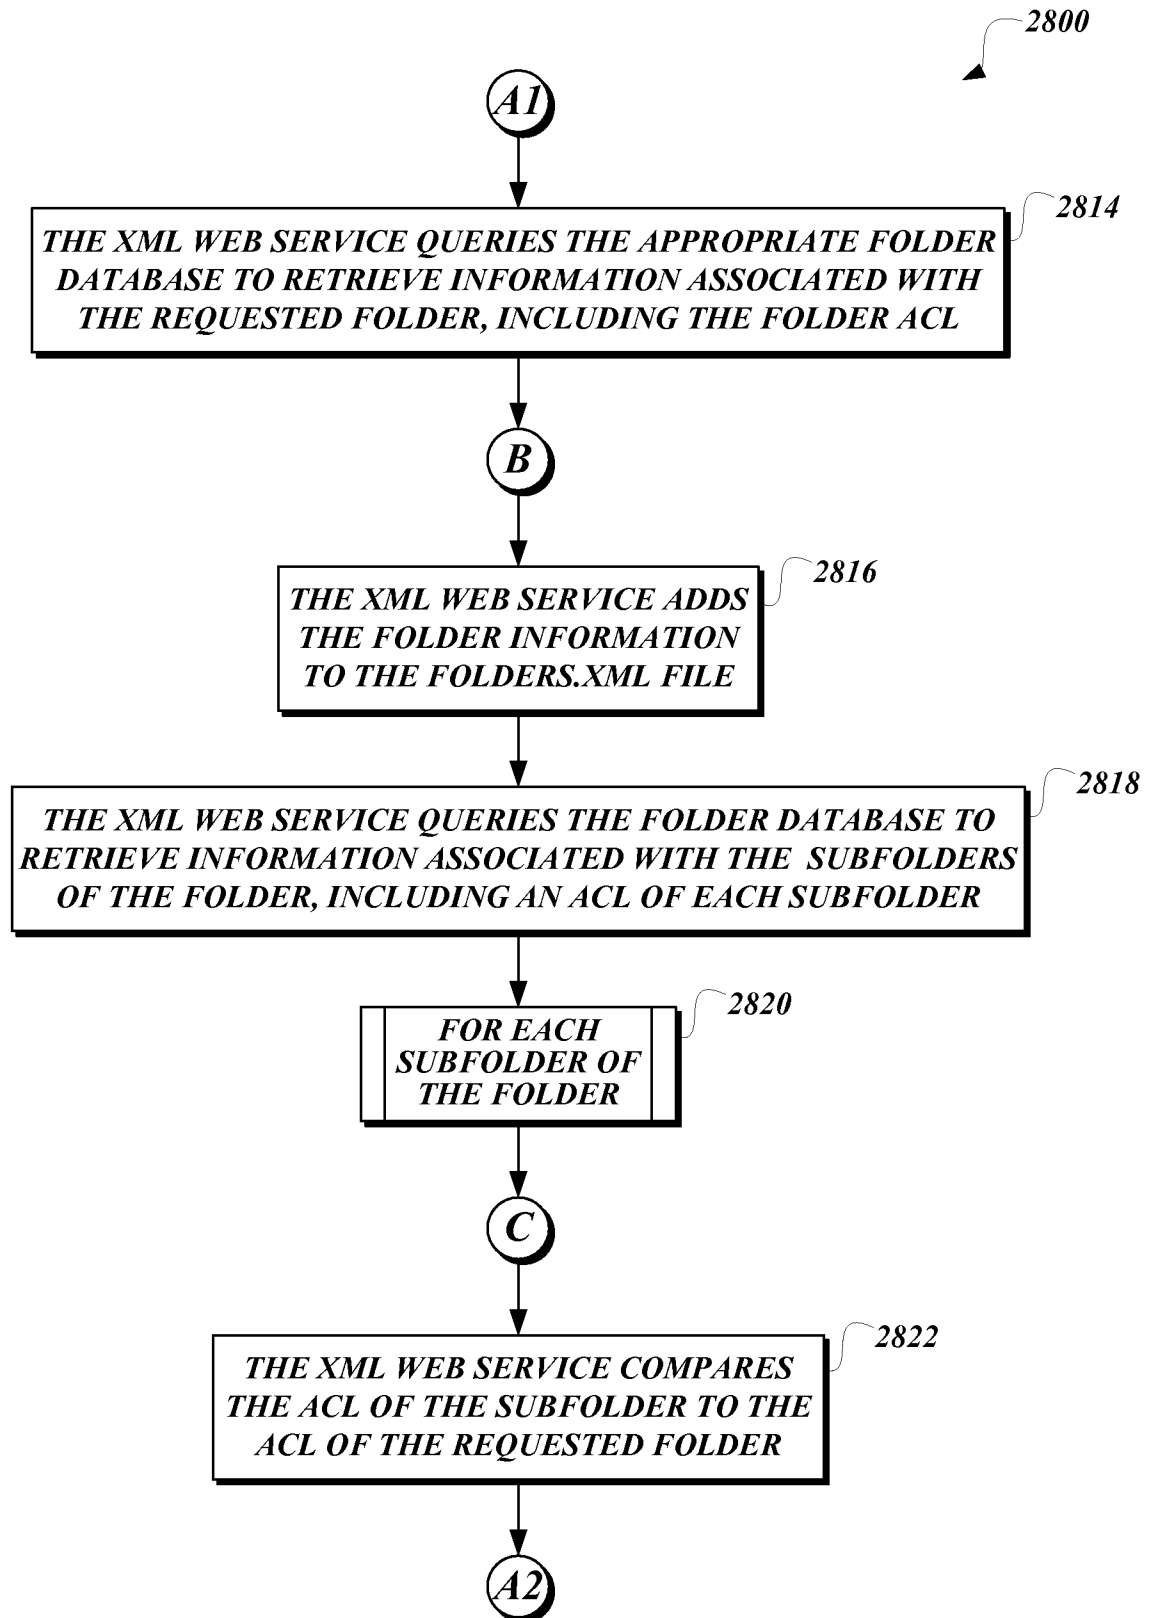 2800
A1
2814
THE XML WEB SERVICE QUERIES THE APPROPRIATE FOLDER
DATABASE TO RETRIEVE INFORMATION ASSOCIATED WITH
THE REQUESTED FOLDER, INCLUDING THE FOLDER ACL
B
2816
THE XML WEB SERVICE ADDS
THE FOLDER INFORMATION
TO THE FOLDERS.XML FILE
2818
THE XML WEB SERVICE QUERIES THE FOLDER DATABASE TO
RETRIEVE INFORMATION ASSOCIATED WITH THE SUBFOLDERS
OF THE FOLDER, INCLUDING AN ACL OF EACH SUBFOLDER
2820
FOR EACH
SUBFOLDER OF
THE FOLDER
C
2822
THE XML WEB SERVICE COMPARES
THE ACL OF THE SUBFOLDER TO THE
ACL OF THE REQUESTED FOLDER
A2